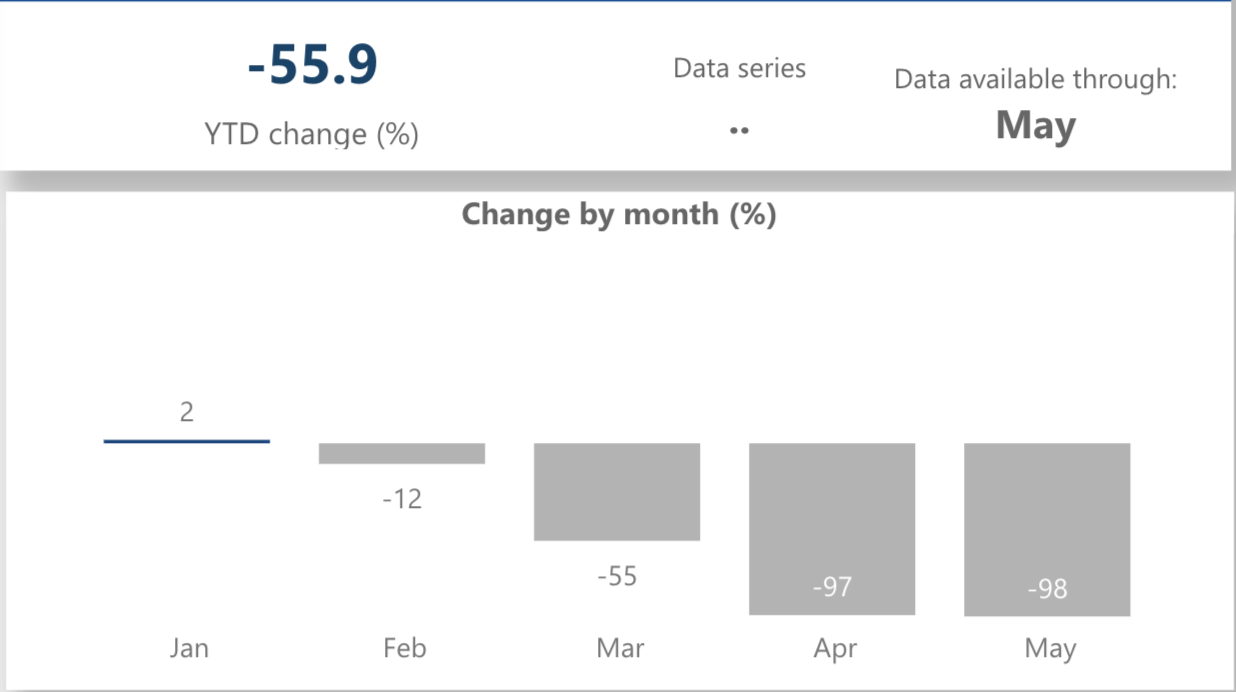 -55.9
YTD change (%)
Data series
..
Data available through:
May
Change by month (%)
2
-12
-55
-97
-98
Jan Feb Mar Apr May